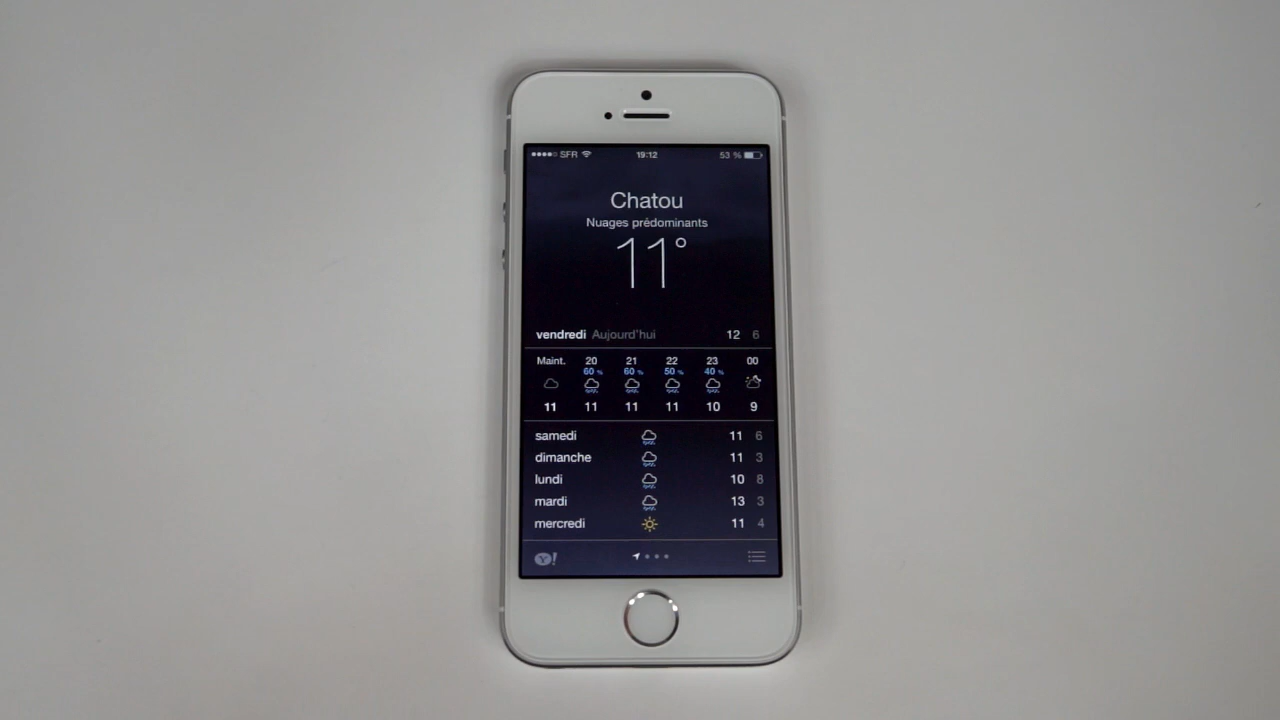 SFR 19:12 53 %
Chatou
Nuages prédominants
11°
vendredi Aujourd'hui 12 6
Maint. 20 21 22 23 00
60 % 60 % 50 % 40 %
11 11 11 11 10 9
samedi 11 6
dimanche 11 3
lundi 10 8
mardi 13 3
mercredi 11 4
Y!